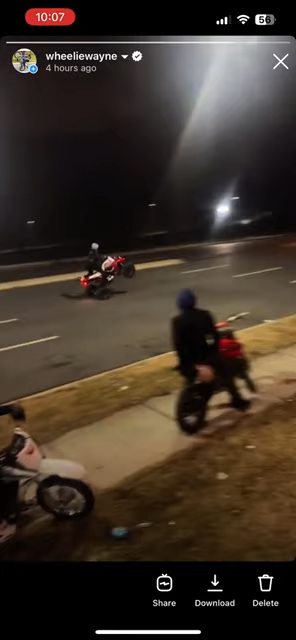 10:07
56
wheeliewayne
4 hours ago
Share
Download
Delete